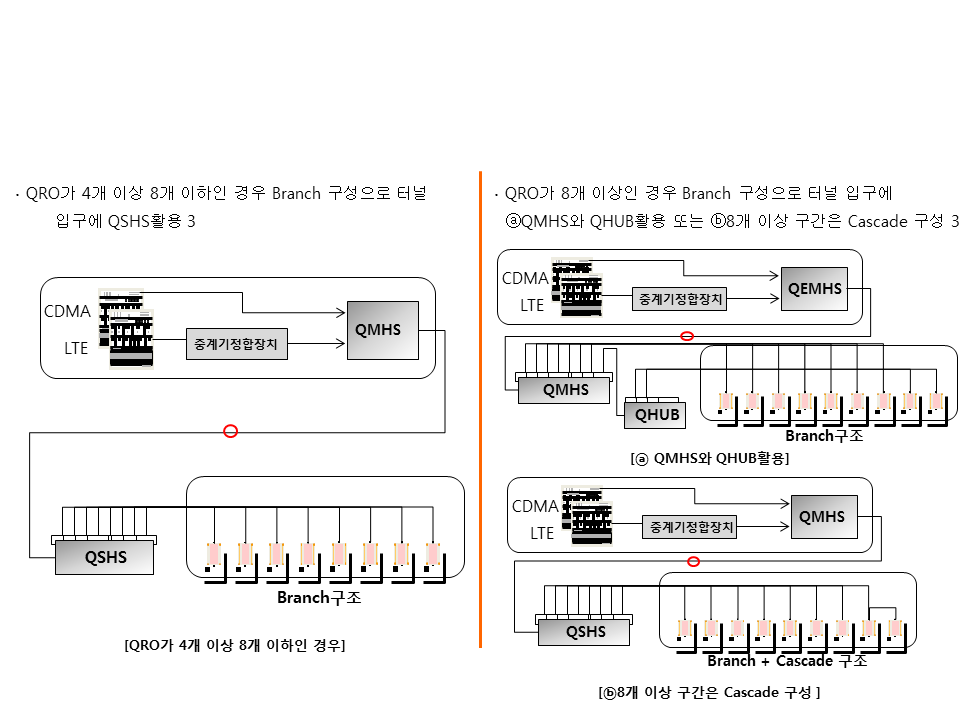 · QRO가 4개 이상 8개 이하인 경우 Branch 구성으로 터널
입구에 QSHS활용 3
CDMA
LTE
중계기정합장치
QMHS
QSHS
Branch구조
[QRO가 4개 이상 8개 이하인 경우]
· QRO가 8개 이상인 경우 Branch 구성으로 터널 입구에
ⓐQMHS와 QHUB활용 또는 ⓑ8개 이상 구간은 Cascade 구성 3
CDMA
LTE
중계기정합장치
QEMHS
QMHS
QHUB
Branch구조
[ⓐ QMHS와 QHUB활용]
CDMA
LTE
중계기정합장치
QMHS
QSHS
Branch + Cascade 구조
[ⓑ8개 이상 구간은 Cascade 구성 ]